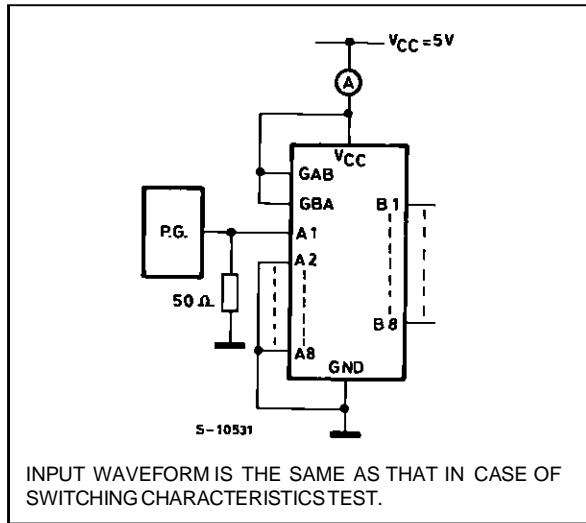 VCC=5V
A
VCC
GAB
GBA
B1
P.G.
A1
A2
50 Ω
B8
A8
GND
S-10531
INPUT WAVEFORM IS THE SAME AS THAT IN CASE OF
SWITCHING CHARACTERISTICS TEST.